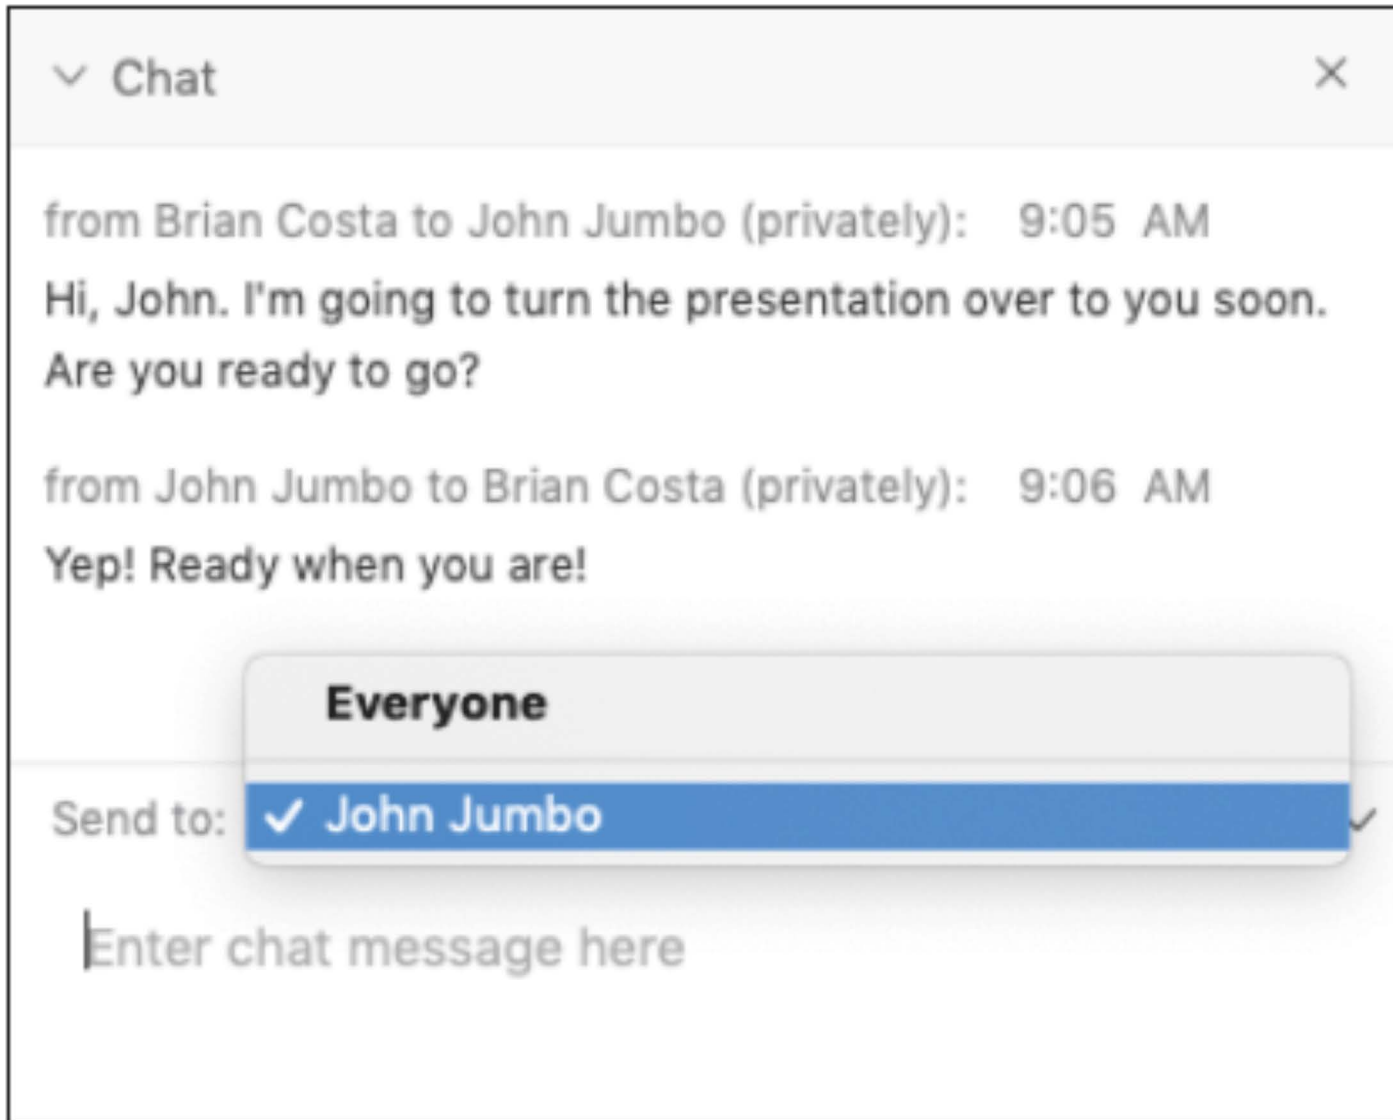 Chat
from Brian Costa to John Jumbo (privately): 9:05 AM
Hi, John. I'm going to turn the presentation over to you soon.
Are you ready to go?
from John Jumbo to Brian Costa (privately): 9:06 AM
Yep! Ready when you are!
Everyone
Send to: John Jumbo
Enter chat message here